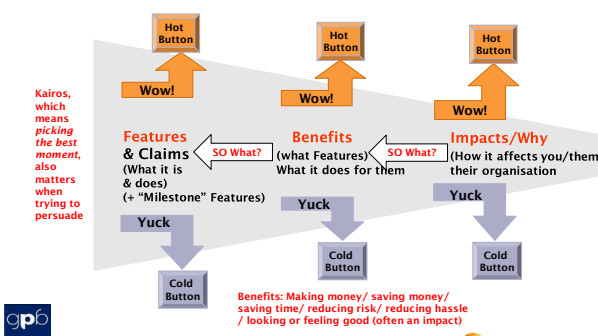 Hot
Button
Hot
Button
Hot
Button
Wow!
Wow!
Wow!
Kairos,
which
means
picking
the best
moment,
also
matters
when
trying to
persuade
Features
& Claims
(What it is
& does)
(+ “Milestone” Features)
SO What?
Benefits
(what Features)
What it does for them
SO What?
Impacts/Why
(How it affects you/them
their organisation
Yuck
Yuck
Yuck
Cold
Button
Cold
Button
Cold
Button
Benefits: Making money/ saving money/
saving time/ reducing risk/ reducing hassle
/ looking or feeling good (often an impact)
gpb